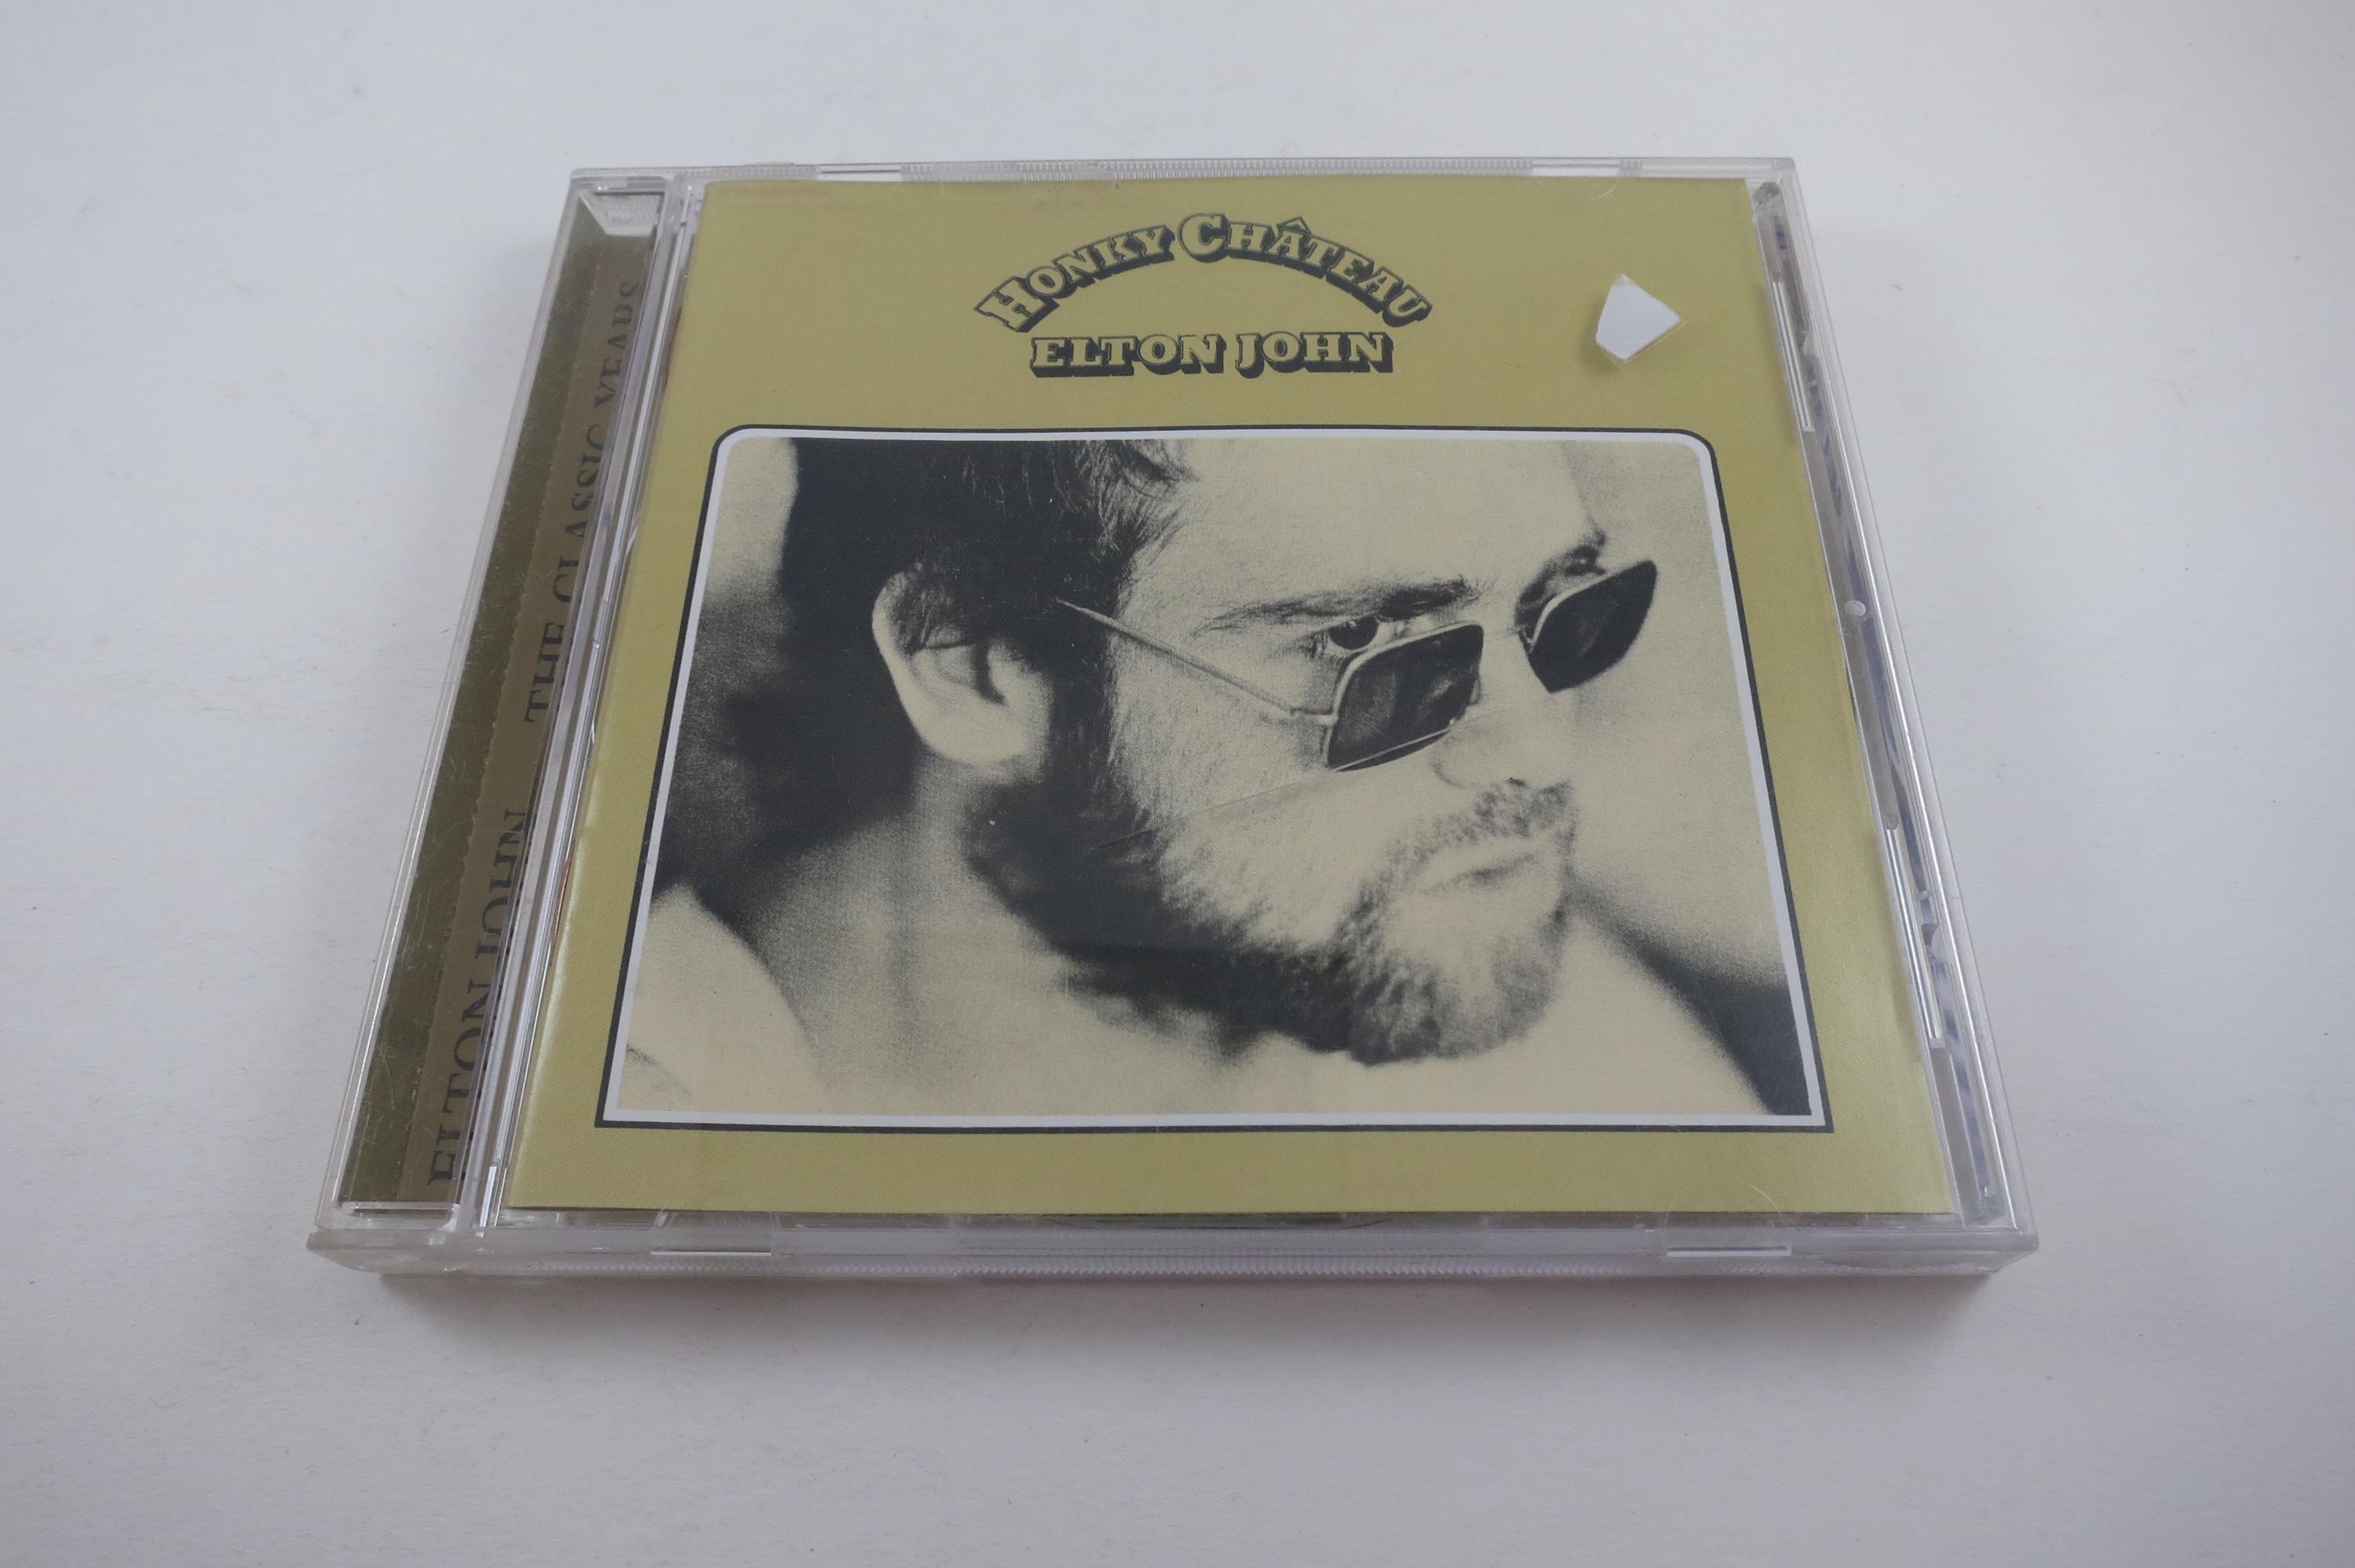 HONKY CHÂTEAU
ELTON JOHN
ELTON JOHN THE CLASSIC YEARS